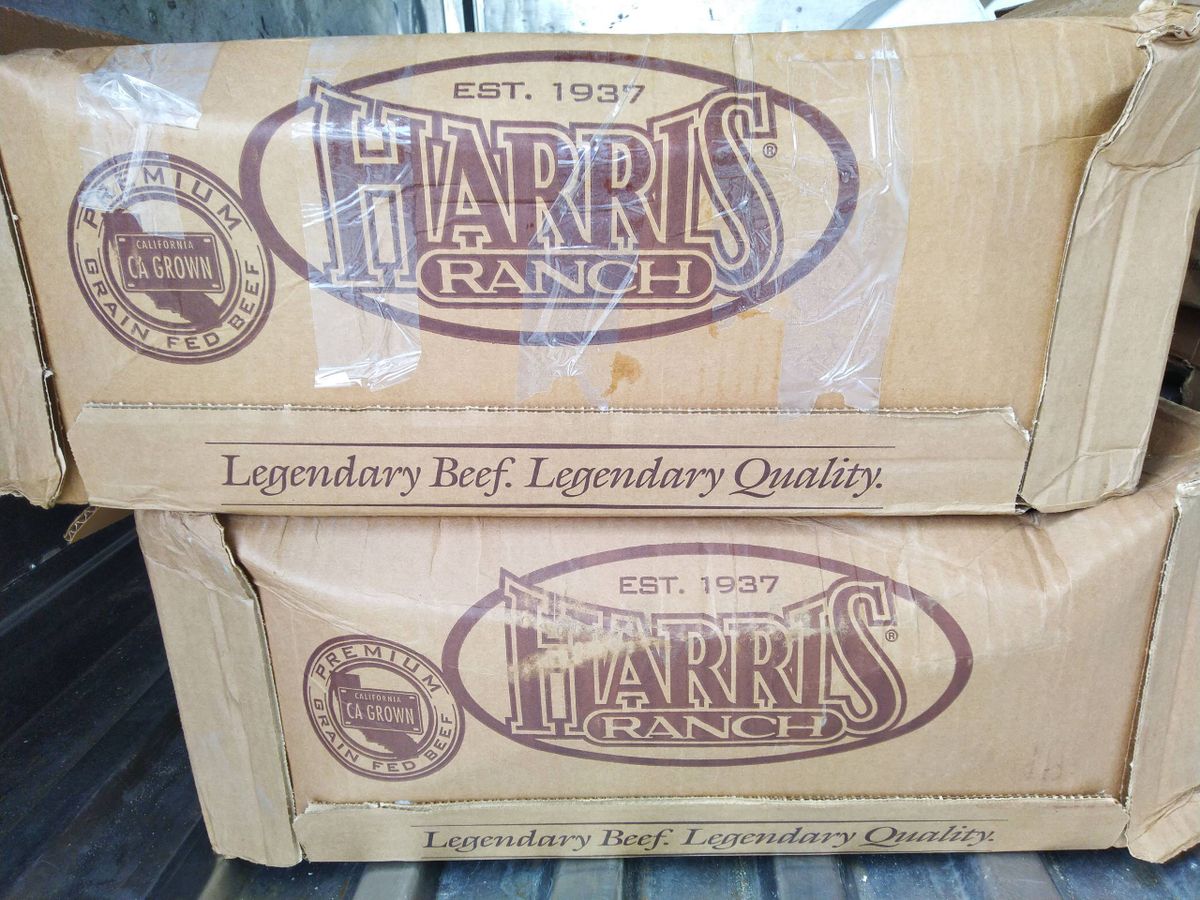 EST. 1937
HARRIS®
RANCH
PREMIUM
CALIFORNIA
CA GROWN
GRAIN FED BEEF
Legendary Beef. Legendary Quality.
EST. 1937
HARRIS®
RANCH
PREMIUM
CALIFORNIA
CA GROWN
GRAIN FED BEEF
Legendary Beef. Legendary Quality.